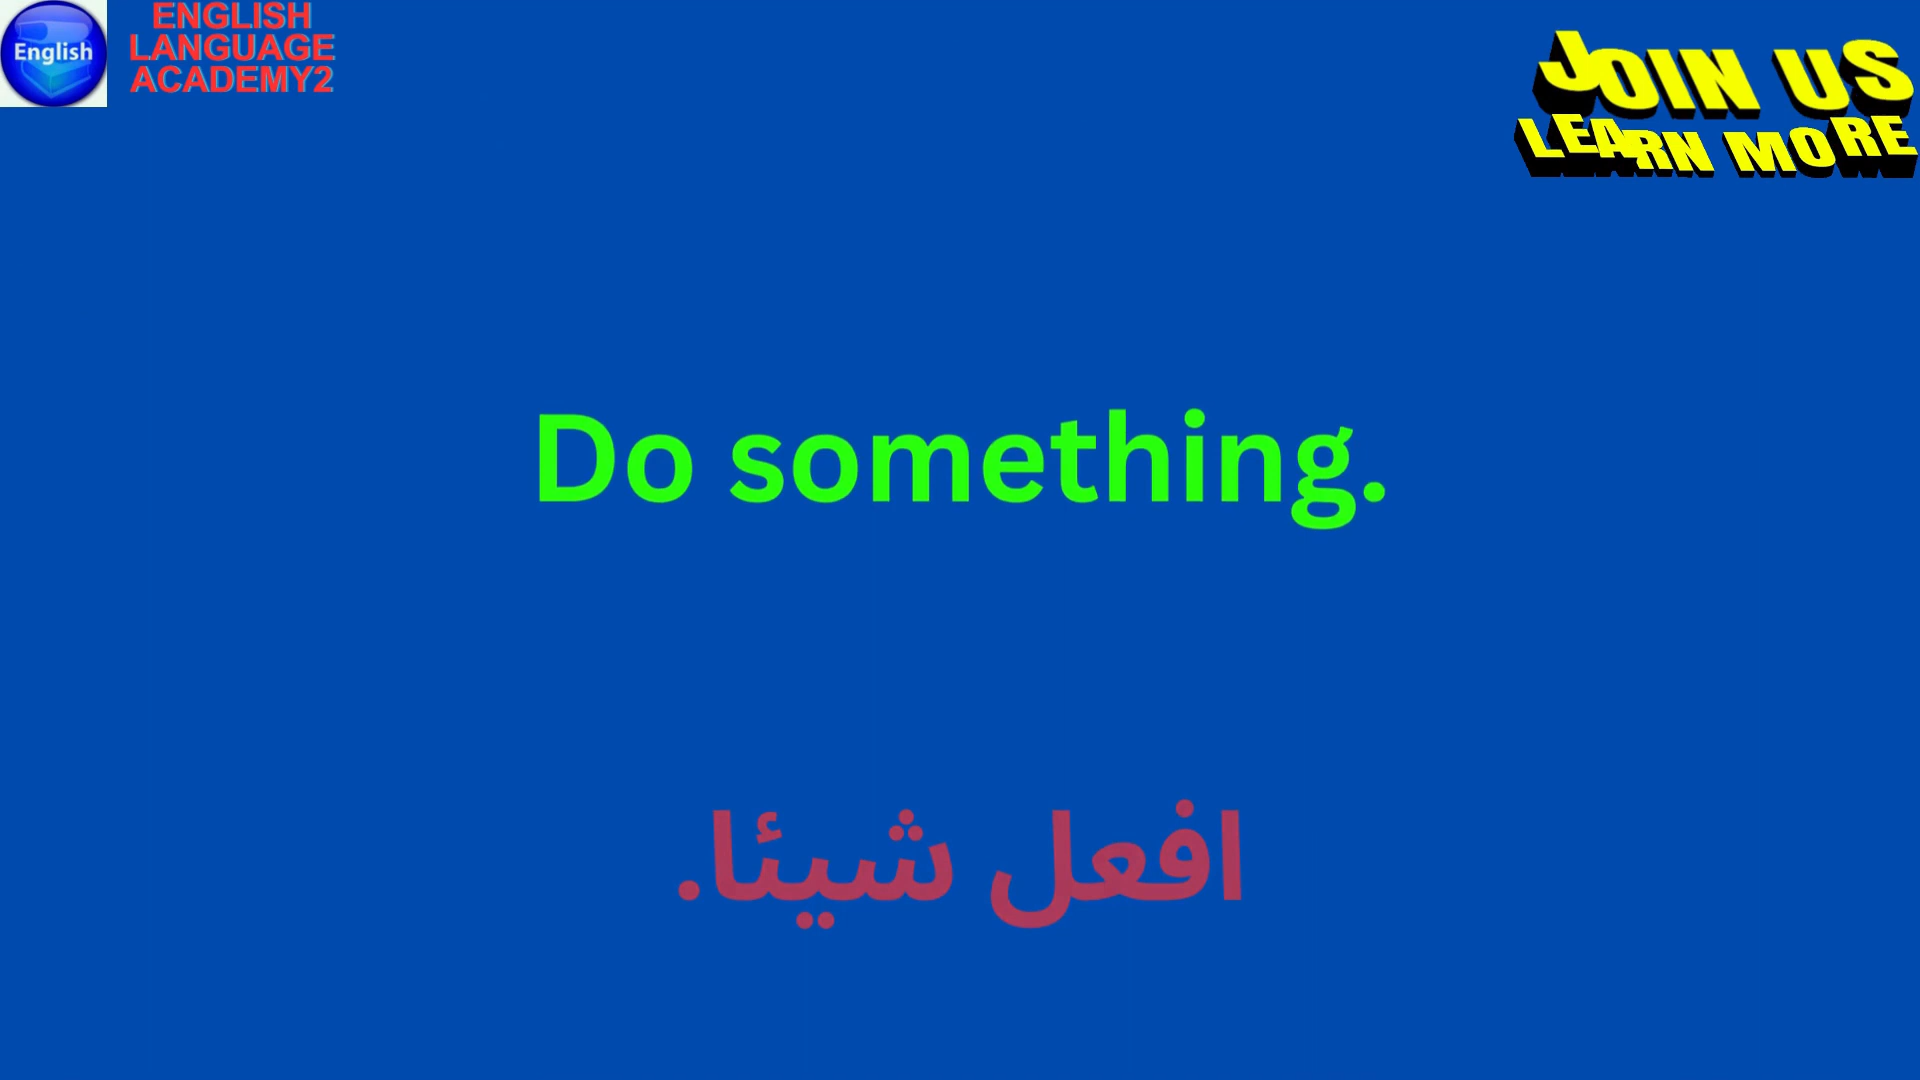 English
ENGLISH
LANGUAGE
ACADEMY2
JOIN US
LEARN MORE
Do something.
افعل شيئا.